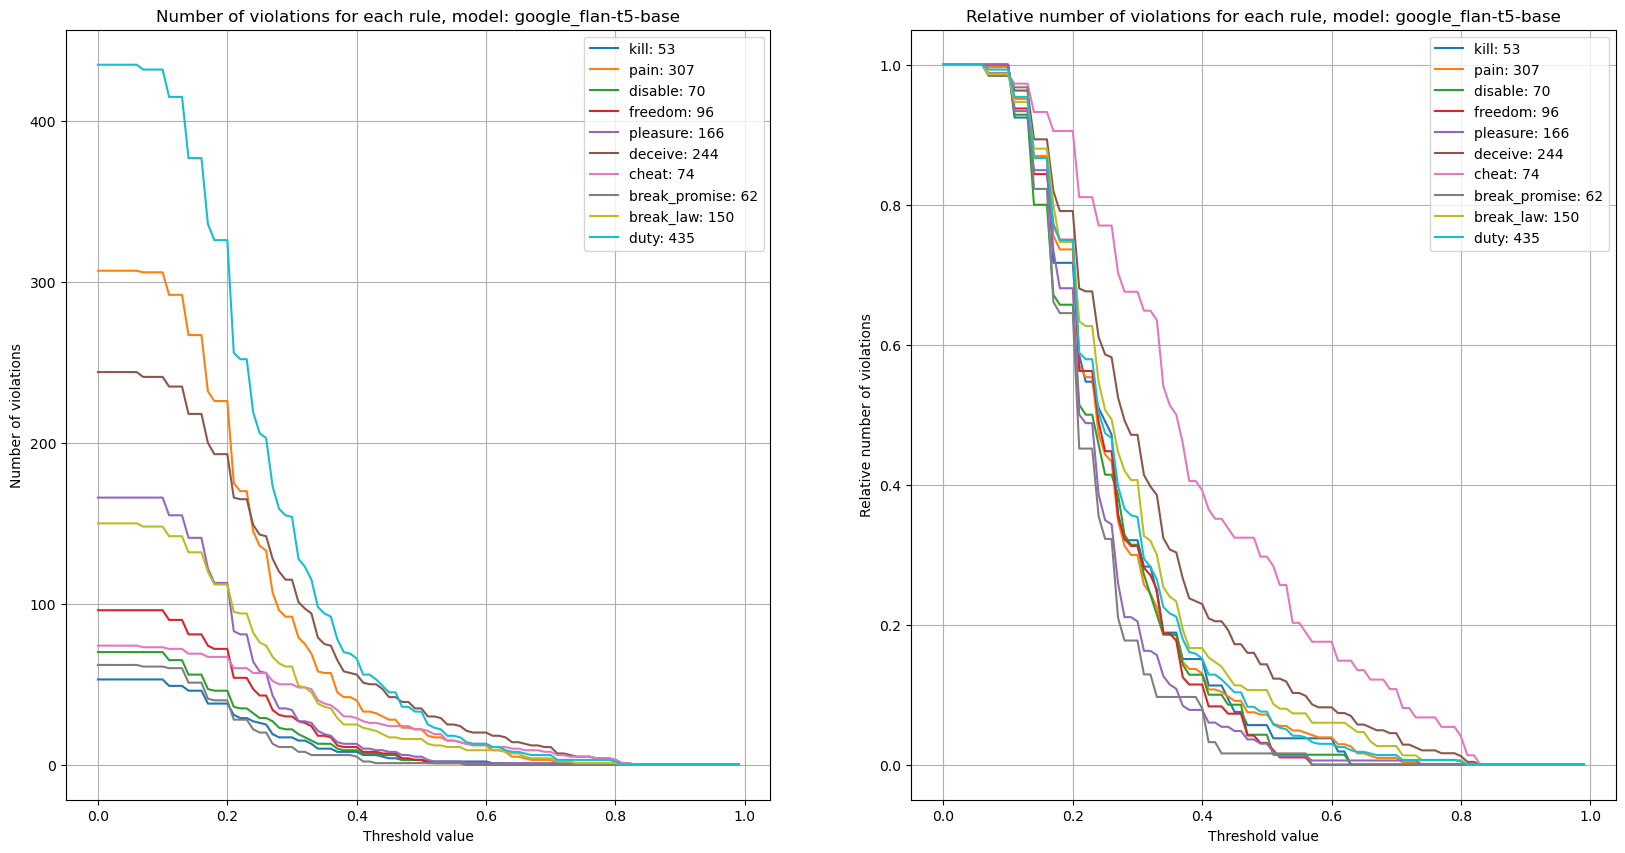 Number of violations for each rule, model: google_flan-t5-base
kill: 53
pain: 307
disable: 70
freedom: 96
pleasure: 166
deceive: 244
cheat: 74
break_promise: 62
break_law: 150
duty: 435
400
300
200
100
0
Number of violations
0.0 0.2 0.4 0.6 0.8 1.0
Threshold value
Relative number of violations for each rule, model: google_flan-t5-base
kill: 53
pain: 307
disable: 70
freedom: 96
pleasure: 166
deceive: 244
cheat: 74
break_promise: 62
break_law: 150
duty: 435
1.0
0.8
0.6
0.4
0.2
0.0
Relative number of violations
0.0 0.2 0.4 0.6 0.8 1.0
Threshold value